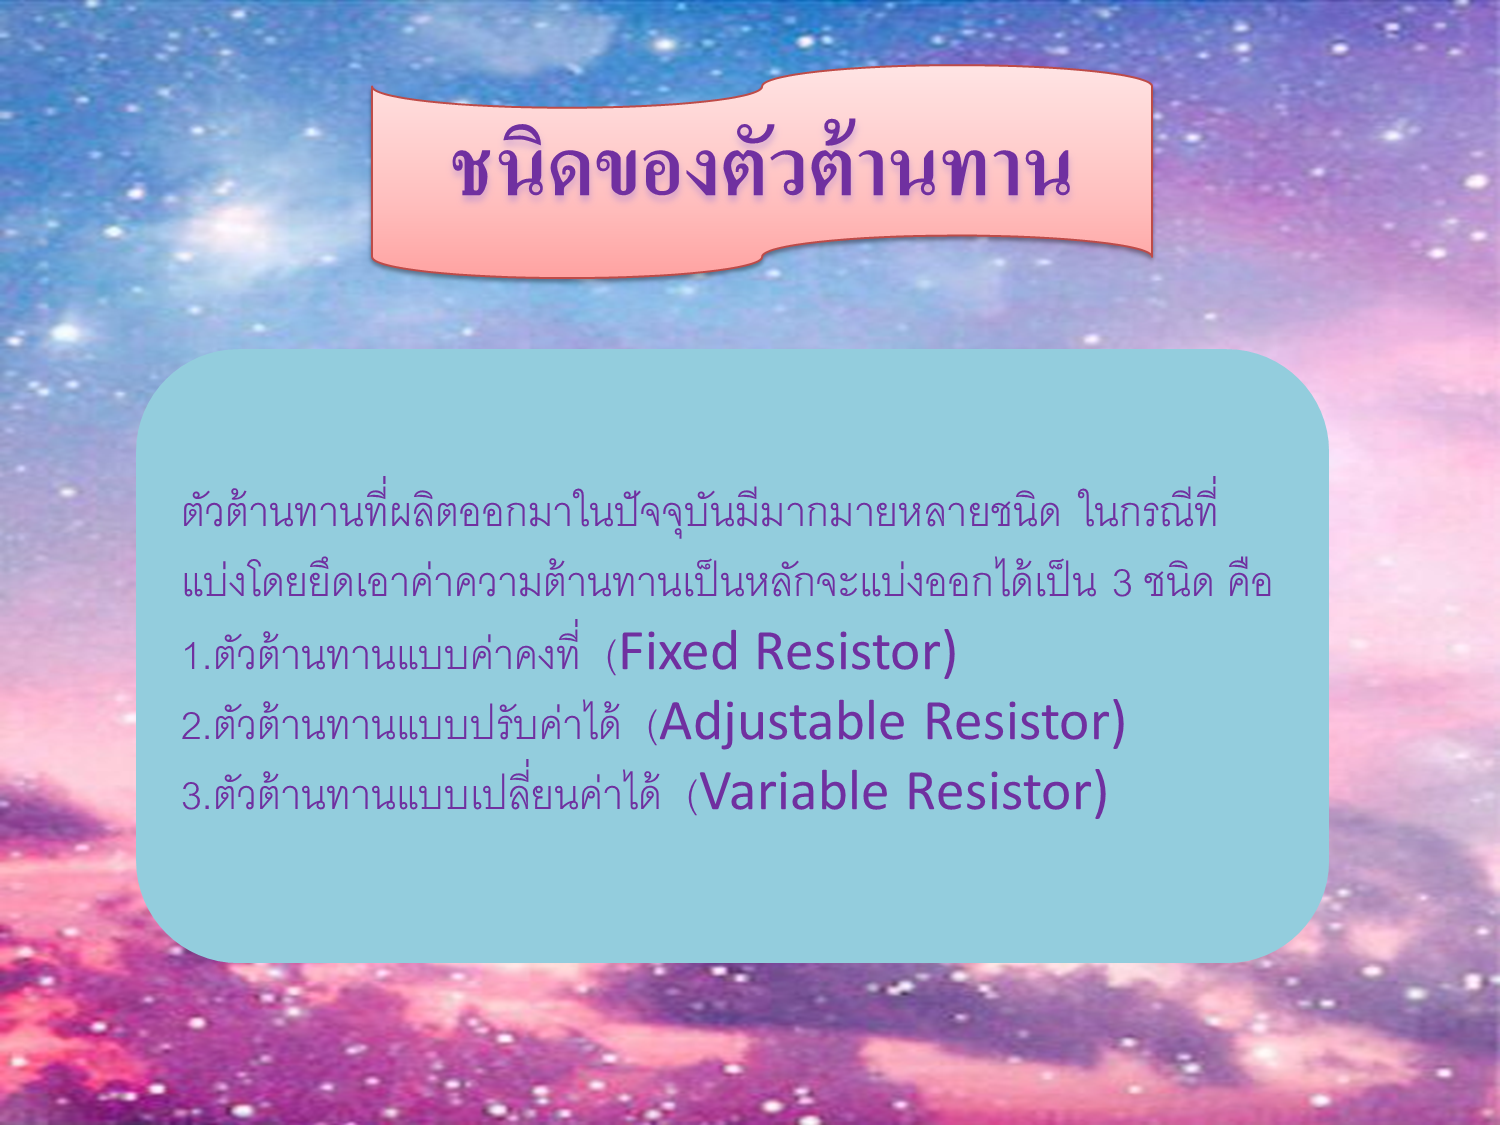 ชนิดของตัวต้านทาน
ตัวต้านทานที่ผลิตออกมาในปัจจุบันมีมากมายหลายชนิด ในกรณีที่
แบ่งโดยยึดเอาค่าความต้านทานเป็นหลักจะแบ่งออกได้เป็น 3 ชนิด คือ
1.ตัวต้านทานแบบค่าคงที่ (Fixed Resistor)
2.ตัวต้านทานแบบปรับค่าได้ (Adjustable Resistor)
3.ตัวต้านทานแบบเปลี่ยนค่าได้ (Variable Resistor)